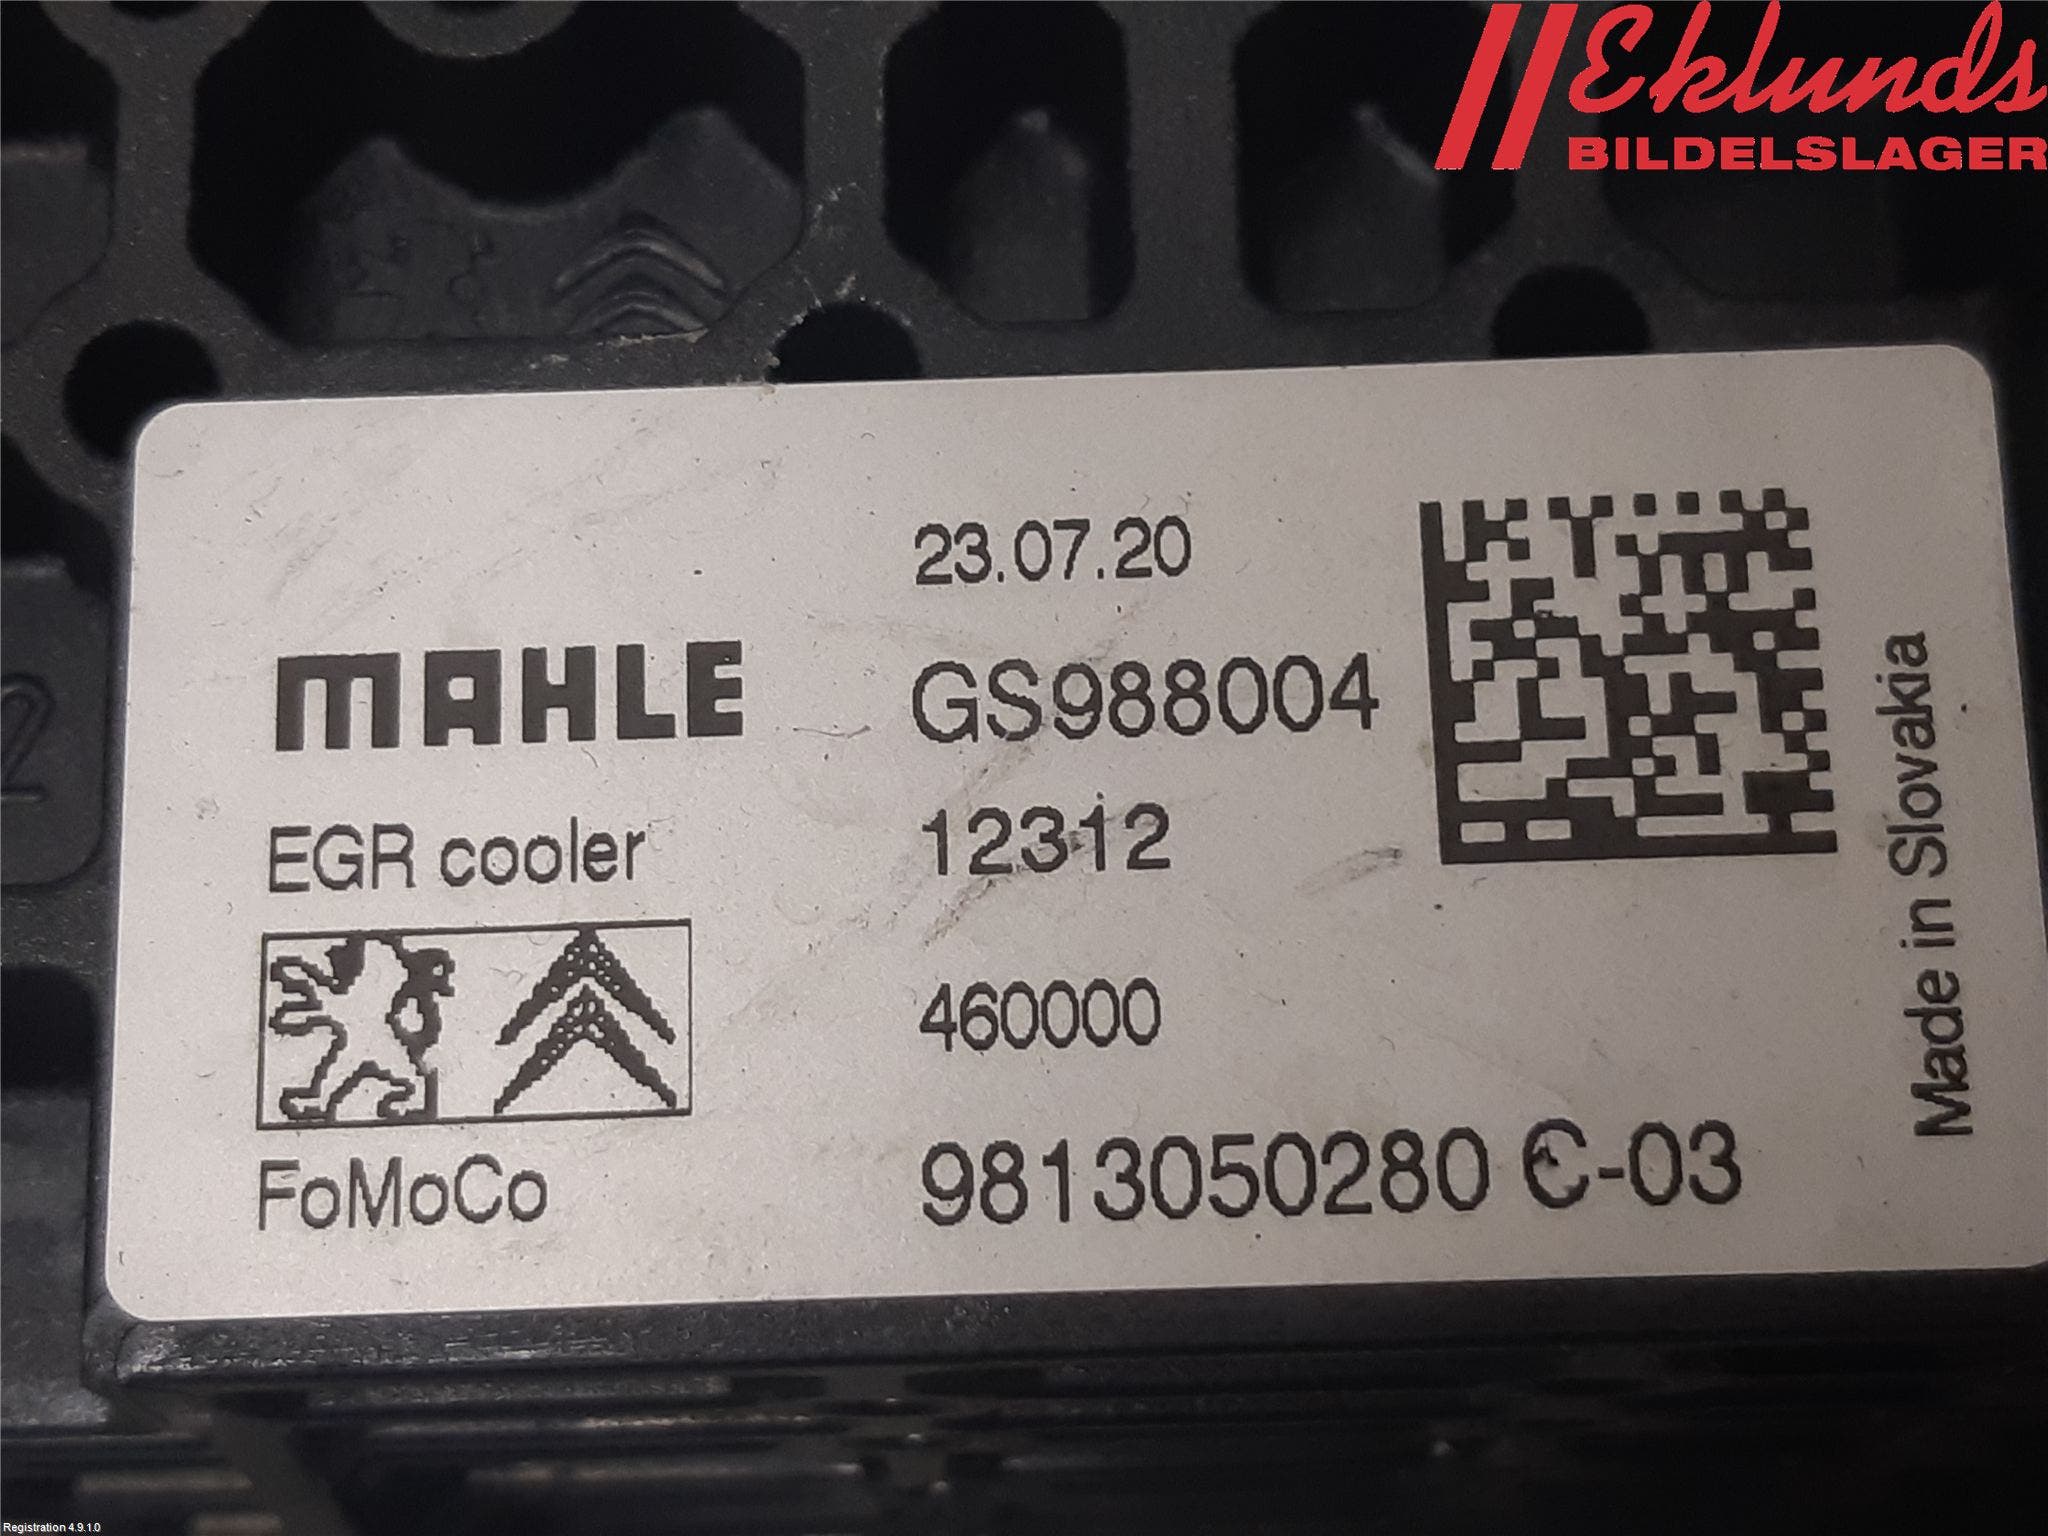 Eklunds
BILDELSLAGER
23.07.20
MAHLE
GS988004
EGR cooler
12312
460000
FoMoCo
9813050280 C-03
Made in Slovakia
2
Registration 4.9.1.0